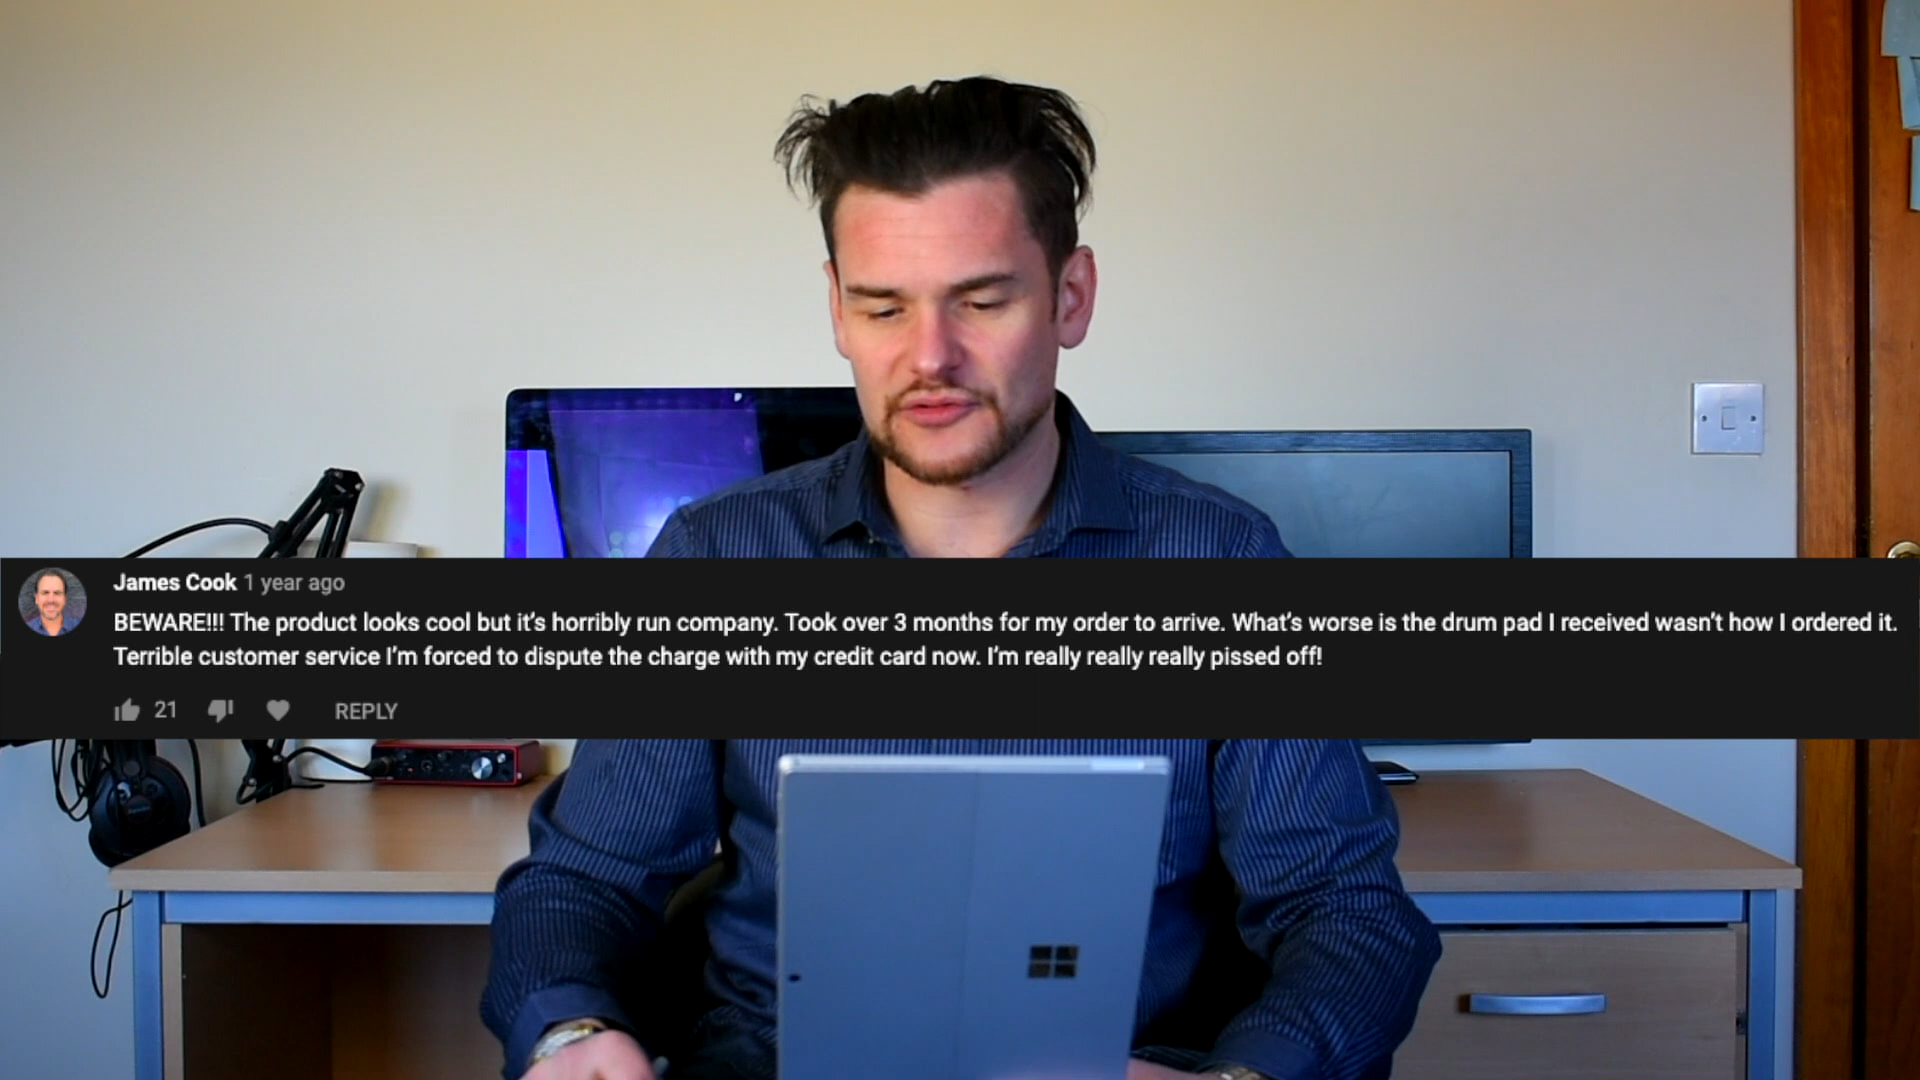 James Cook 1 year ago
BEWARE!!! The product looks cool but it's horribly run company. Took over 3 months for my order to arrive. What's worse is the drum pad I received wasn't how I ordered it.
Terrible customer service I'm forced to dispute the charge with my credit card now. I'm really really really pissed off!
21 REPLY